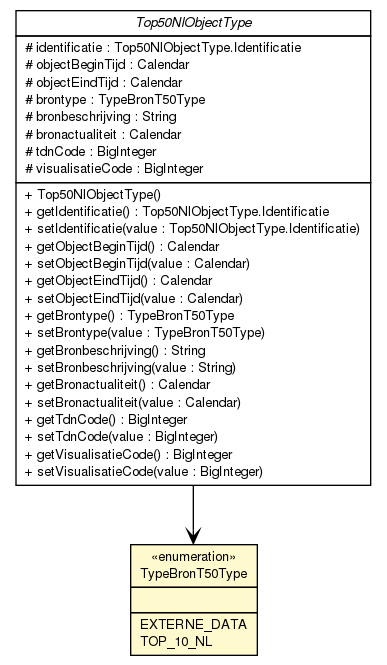 Top50NlObjectType
# identificatie : Top50NlObjectType.Identificatie
# objectBeginTijd : Calendar
# objectEindTijd : Calendar
# brontype : TypeBronT50Type
# bronbeschrijving : String
# bronactualiteit : Calendar
# tdnCode : BigInteger
# visualisatieCode : BigInteger
+ Top50NlObjectType()
+ getIdentificatie() : Top50NlObjectType.Identificatie
+ setIdentificatie(value : Top50NlObjectType.Identificatie)
+ getObjectBeginTijd() : Calendar
+ setObjectBeginTijd(value : Calendar)
+ getObjectEindTijd() : Calendar
+ setObjectEindTijd(value : Calendar)
+ getBrontype() : TypeBronT50Type
+ setBrontype(value : TypeBronT50Type)
+ getBronbeschrijving() : String
+ setBronbeschrijving(value : String)
+ getBronactualiteit() : Calendar
+ setBronactualiteit(value : Calendar)
+ getTdnCode() : BigInteger
+ setTdnCode(value : BigInteger)
+ getVisualisatieCode() : BigInteger
+ setVisualisatieCode(value : BigInteger)
«enumeration»
TypeBronT50Type
EXTERNE_DATA
TOP_10_NL